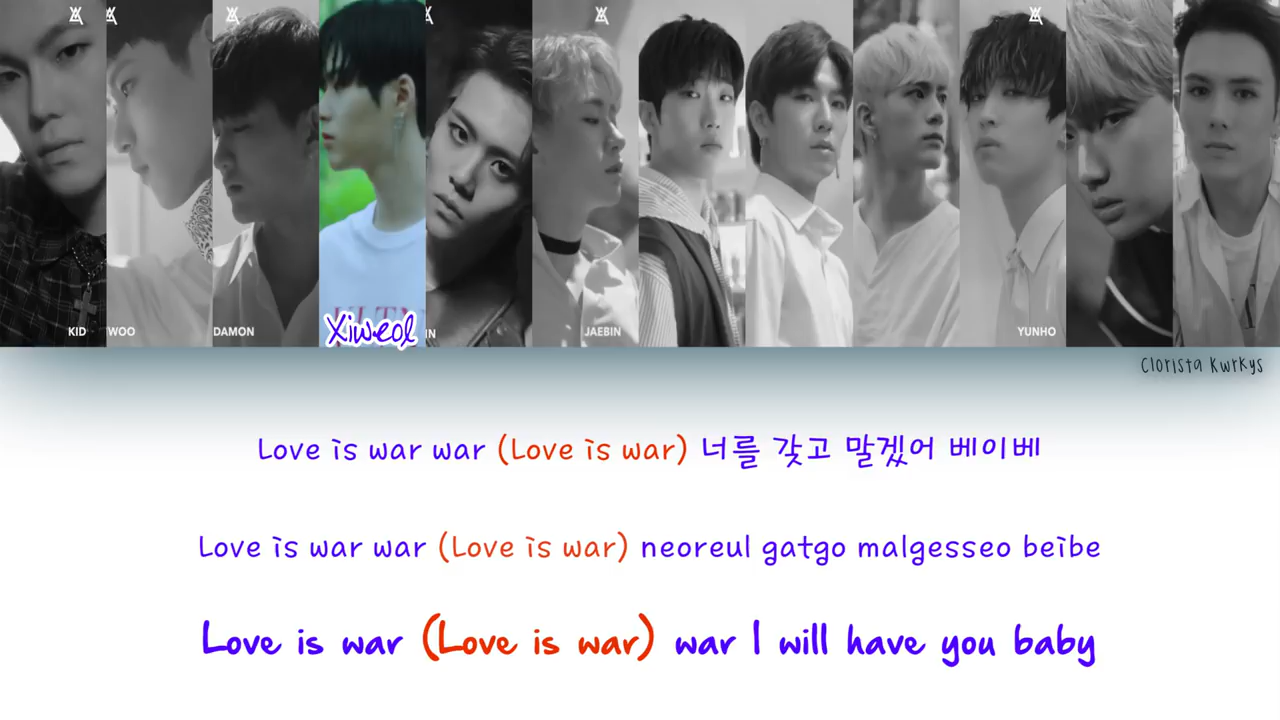 KID
WOO
DAMON
Xiweol
IN
JAEBIN
YUNHO
Clorista Kwrkys
Love is war war (Love is war) 너를 갖고 말겠어 베이베
Love is war war (Love is war) neoreul gatgo malgesseo beibe
Love is war (Love is war) war I will have you baby